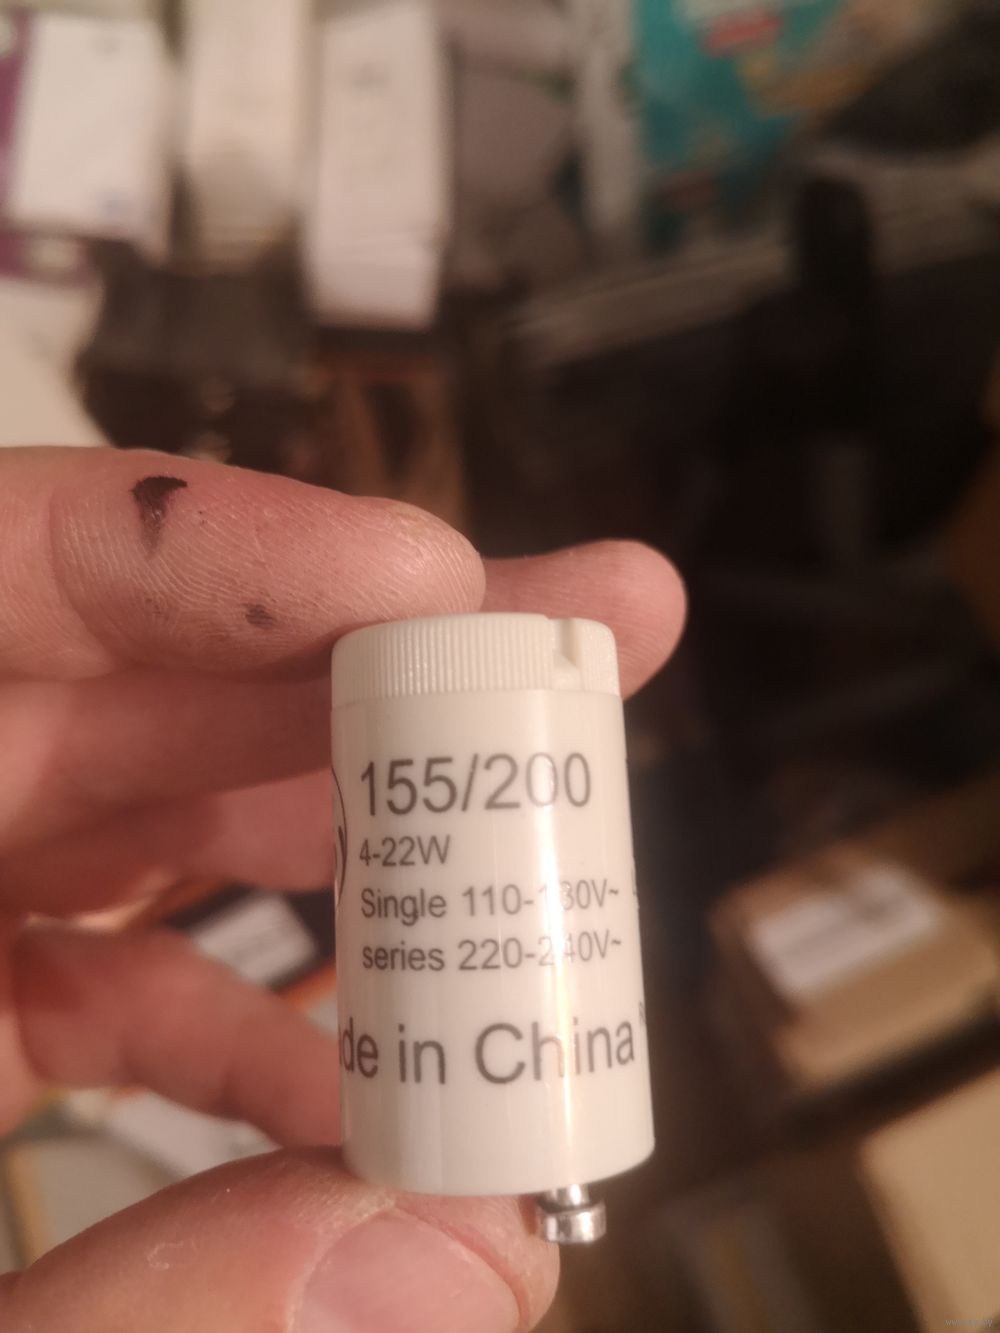 155/200
4-22W
Single 110-130V~
series 220-240V~
de in China